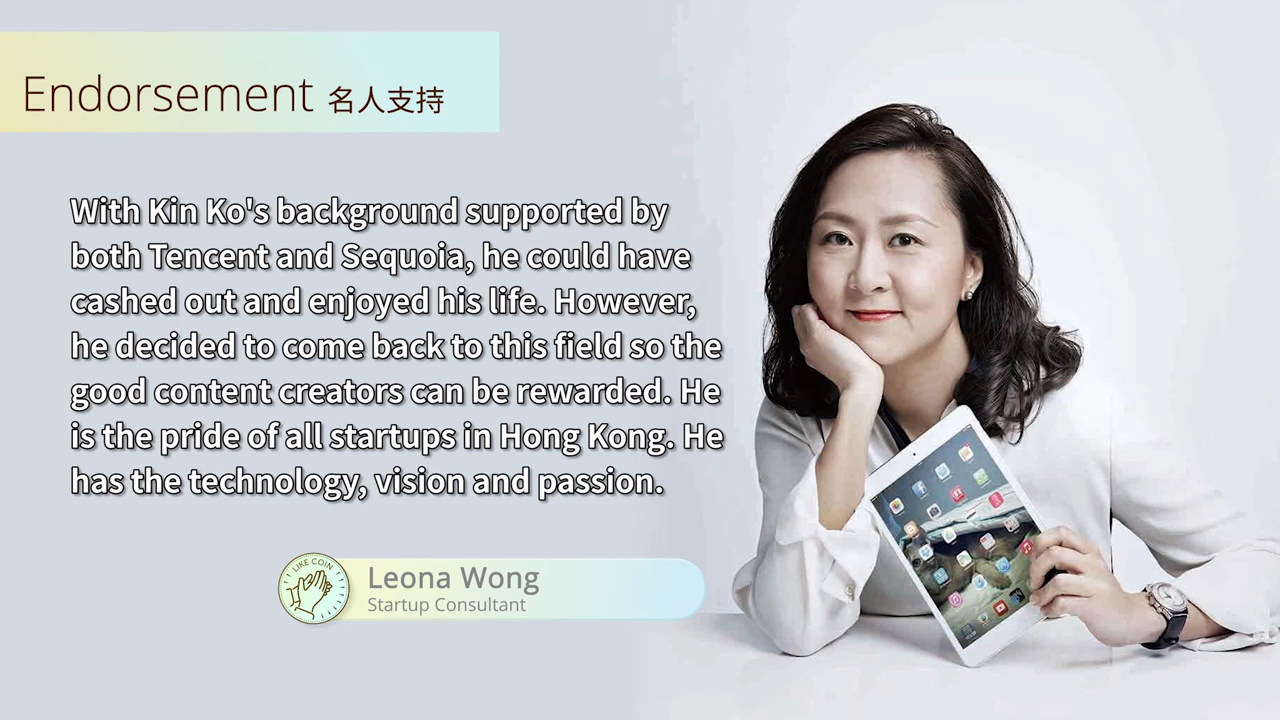 Endorsement 名人支持
With Kin Ko's background supported by
both Tencent and Sequoia, he could have
cashed out and enjoyed his life. However,
he decided to come back to this field so the
good content creators can be rewarded. He
is the pride of all startups in Hong Kong. He
has the technology, vision and passion.
LIKE COIN
Leona Wong
Startup Consultant